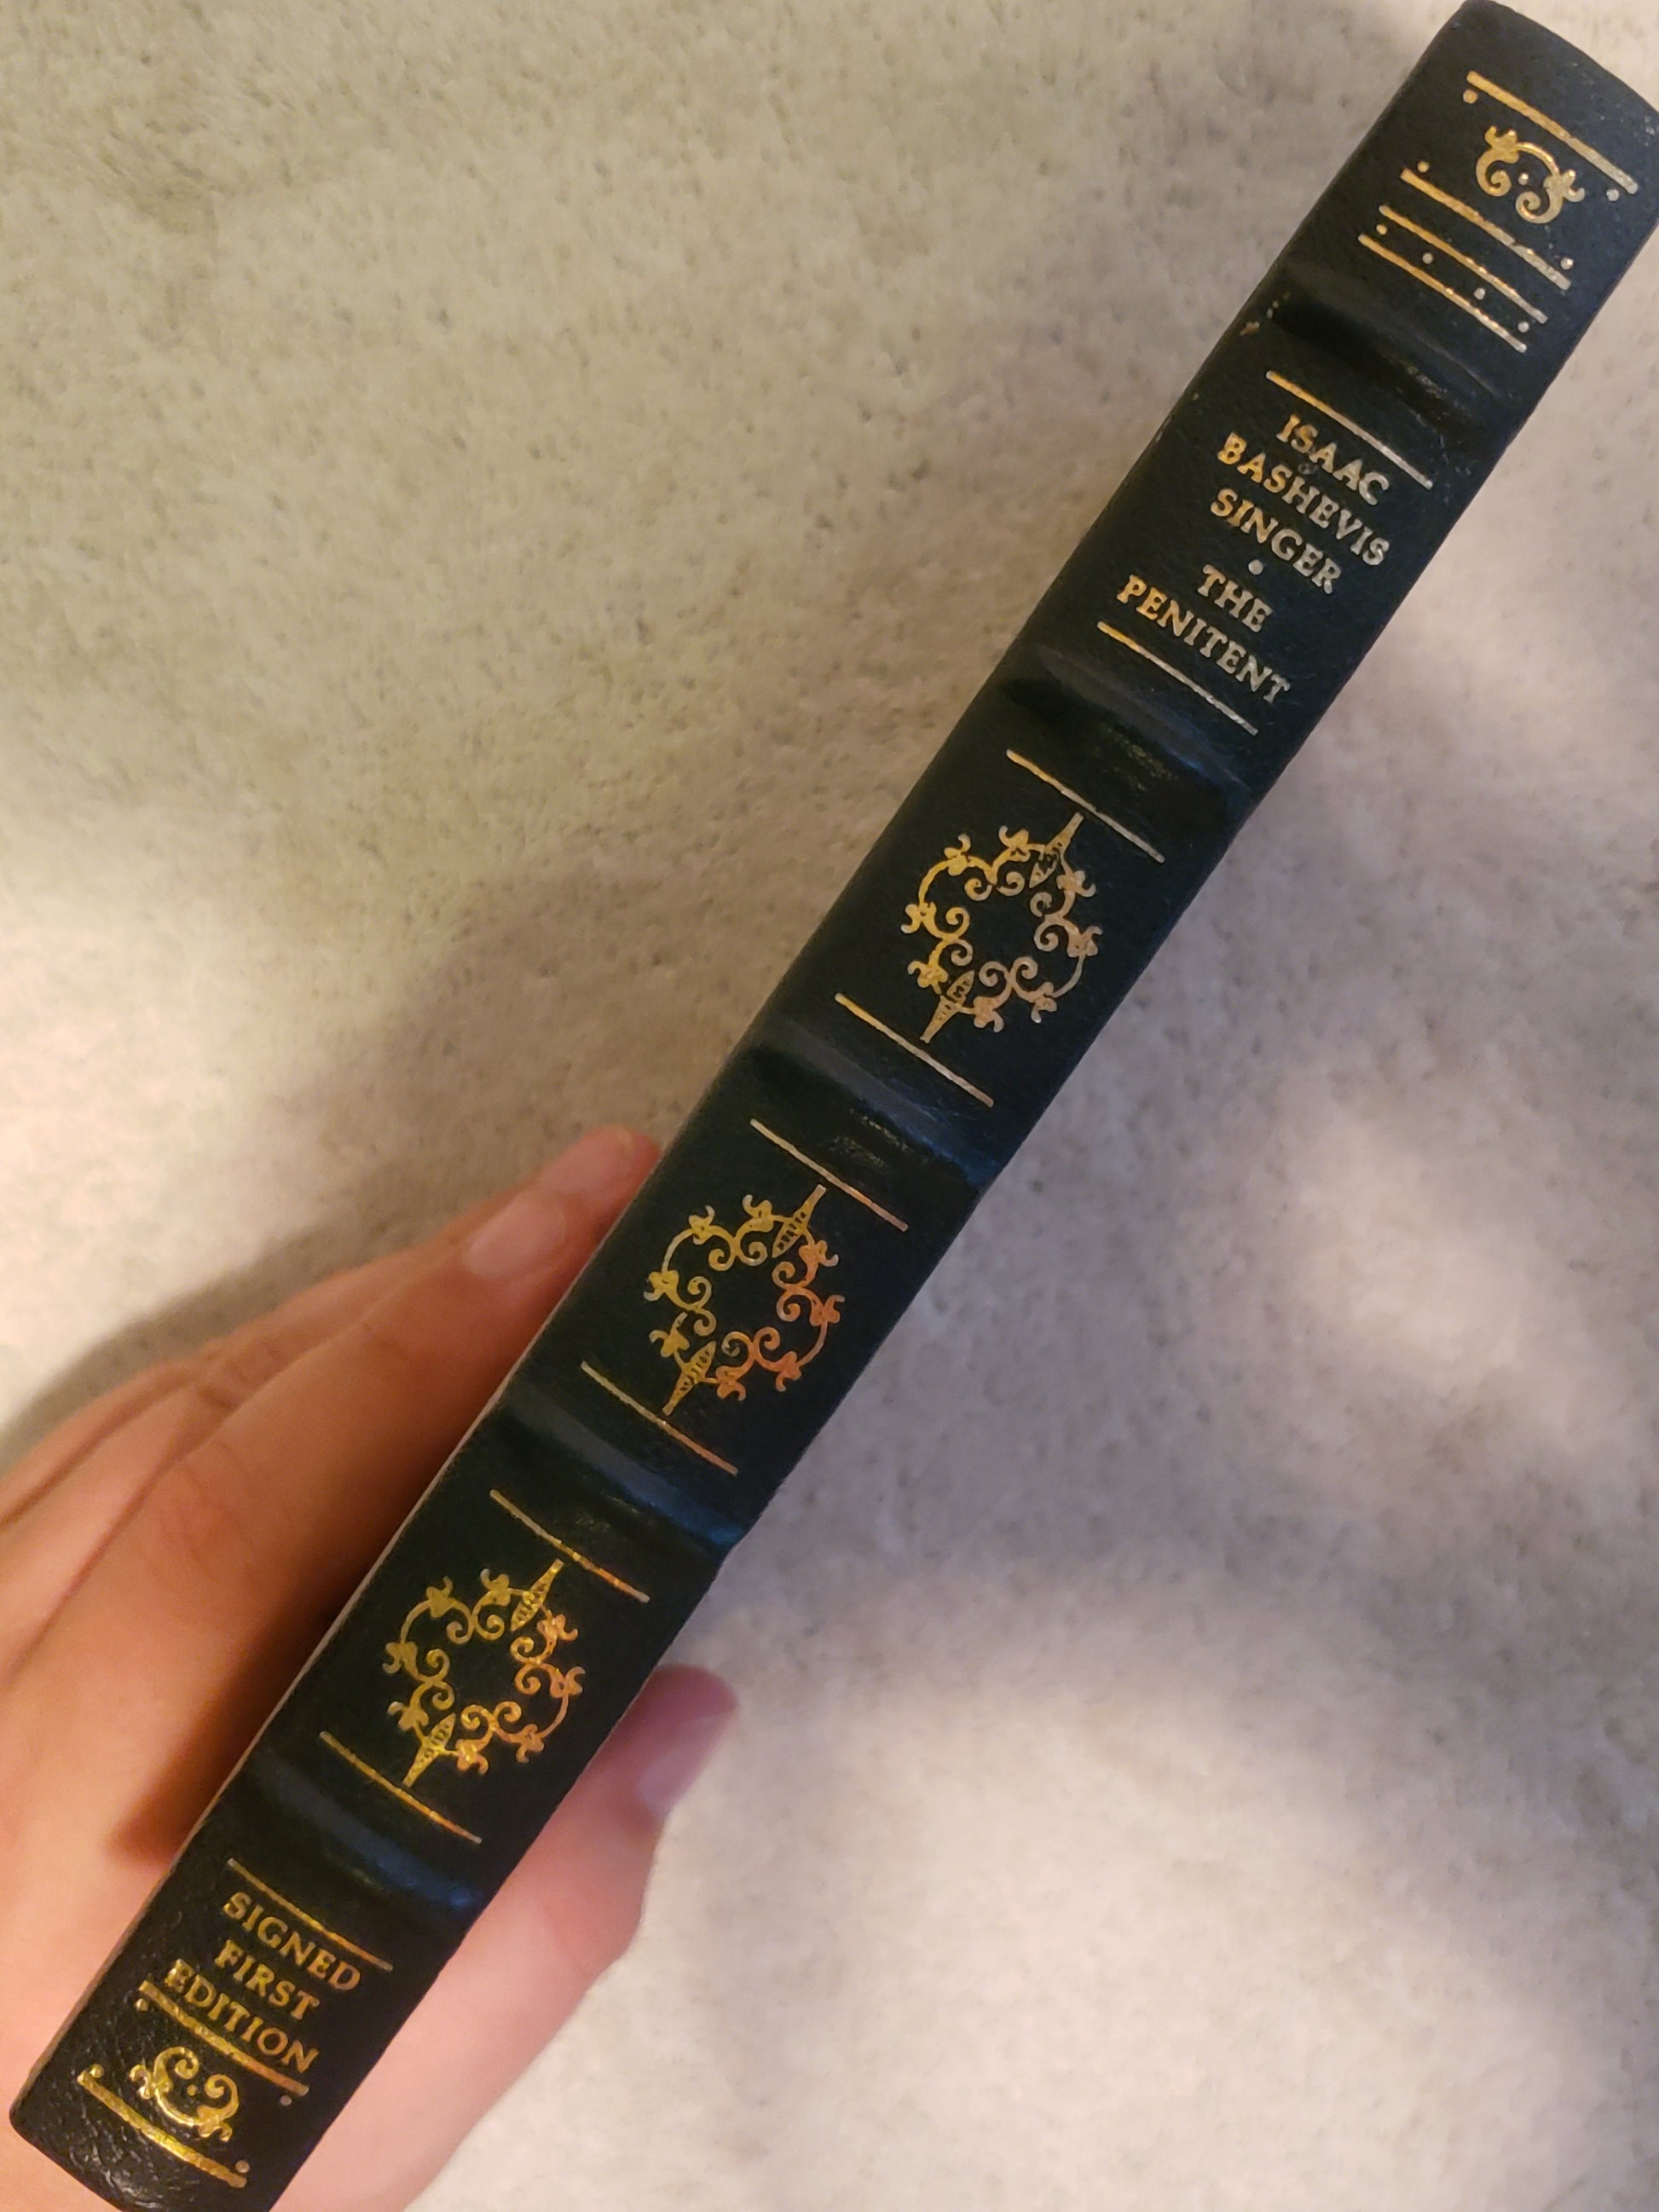 ISAAC
BASHEVIS
SINGER
•
THE
PENITENT
SIGNED
FIRST
EDITION